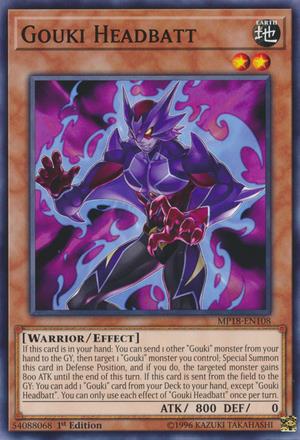 GOUKI HEADBATT
EARTH
地
MP18-EN108
[WARRIOR/EFFECT]
If this card is in your hand: You can send 1 other "Gouki" monster from your
hand to the GY, then target 1 "Gouki" monster you control; Special Summon
this card in Defense Position, and if you do, the targeted monster gains
800 ATK until the end of this turn. If this card is sent from the field to the
GY: You can add 1 "Gouki" card from your Deck to your hand, except "Gouki
Headbatt". You can only use each effect of "Gouki Headbatt" once per turn.
ATK/ 800 DEF/ 0
54088068 1st Edition ©1996 KAZUKI TAKAHASHI